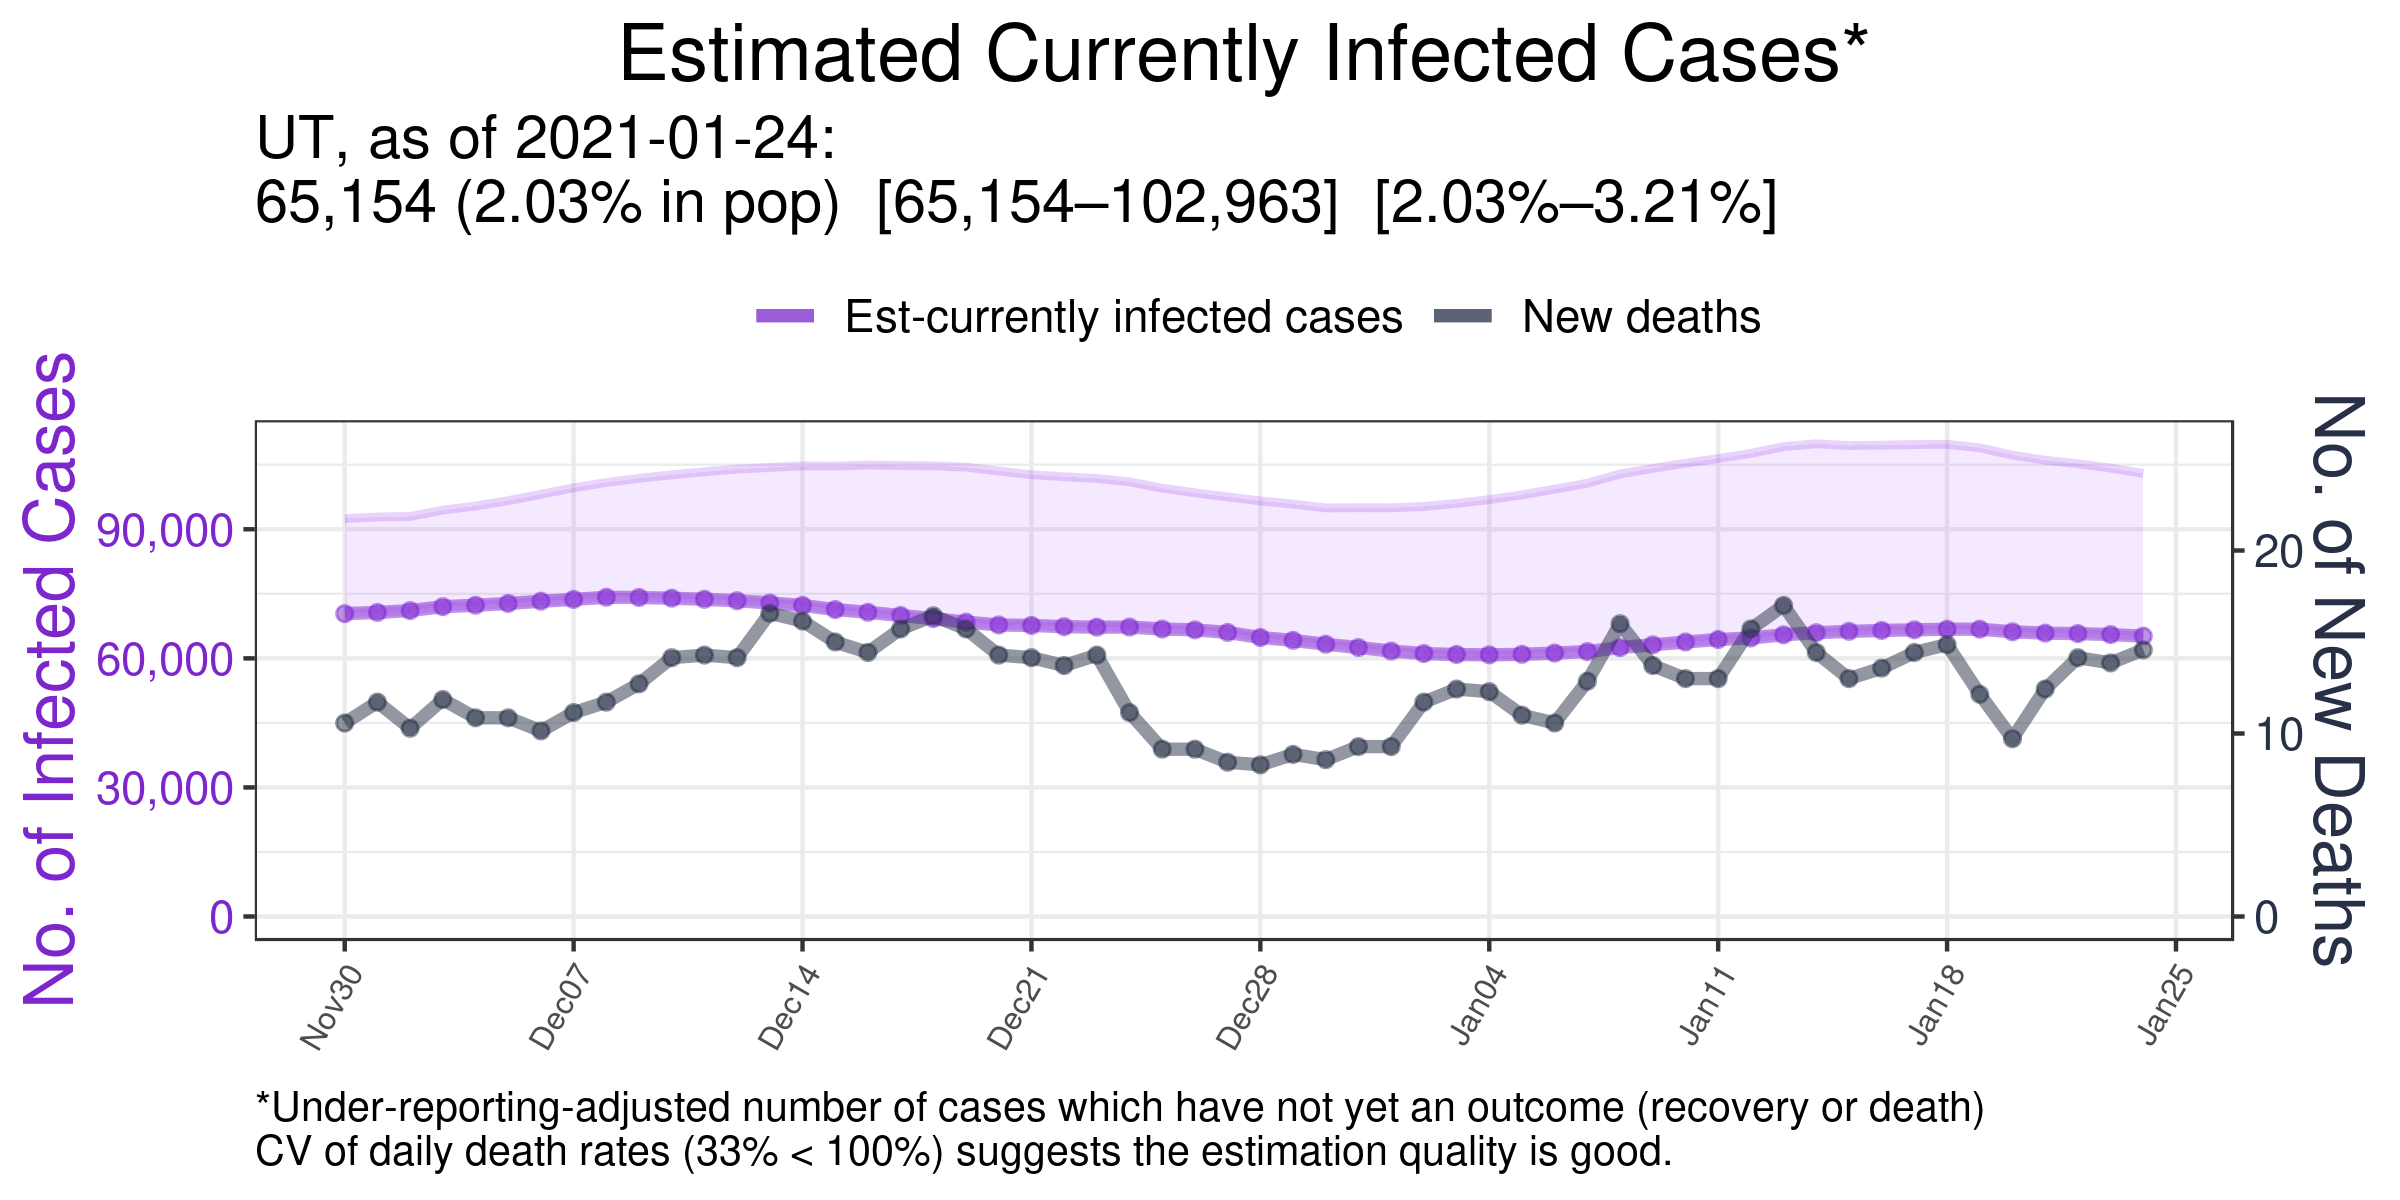 Estimated Currently Infected Cases*
UT, as of 2021-01-24:
65,154 (2.03% in pop)  [65,154–102,963]  [2.03%–3.21%]
Est-currently infected cases
New deaths
No. of Infected Cases
90,000
60,000
30,000
0
20
10
0
No. of New Deaths
Nov30
Dec07
Dec14
Dec21
Dec28
Jan04
Jan11
Jan18
Jan25
*Under-reporting-adjusted number of cases which have not yet an outcome (recovery or death)
CV of daily death rates (33% < 100%) suggests the estimation quality is good.